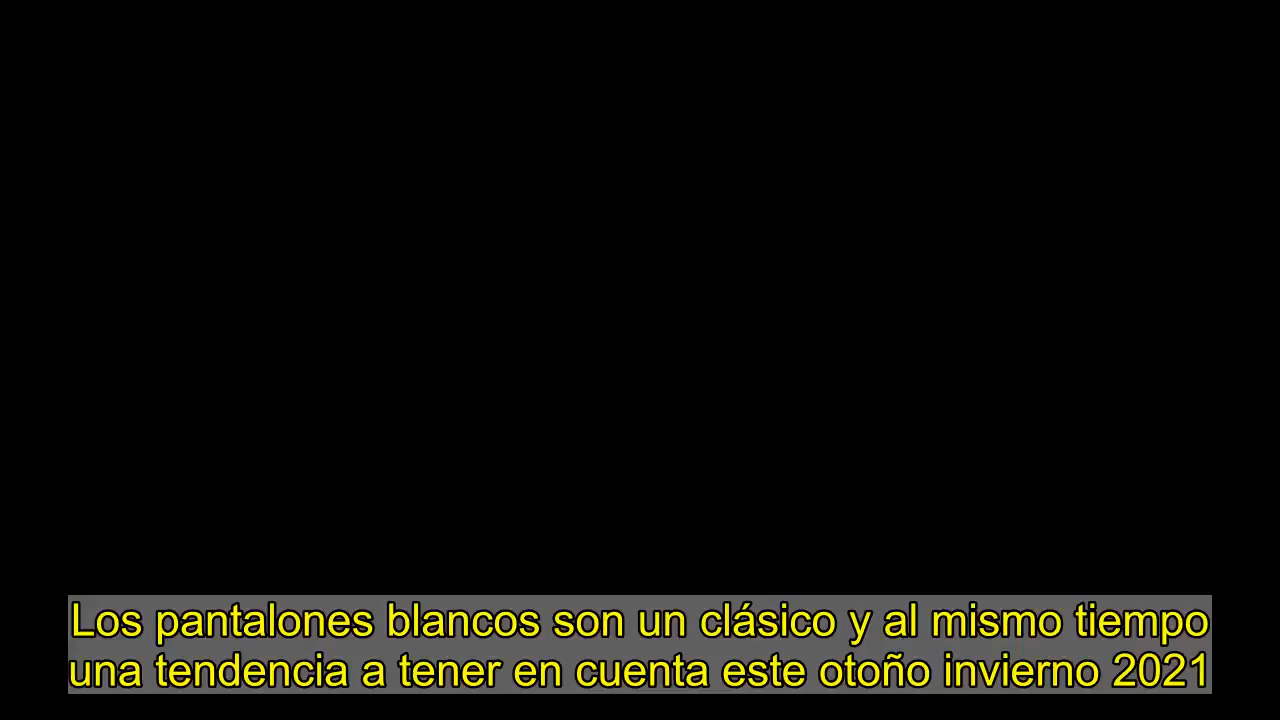 Los pantalones blancos son un clásico y al mismo tiempo
una tendencia a tener en cuenta este otoño invierno 2021